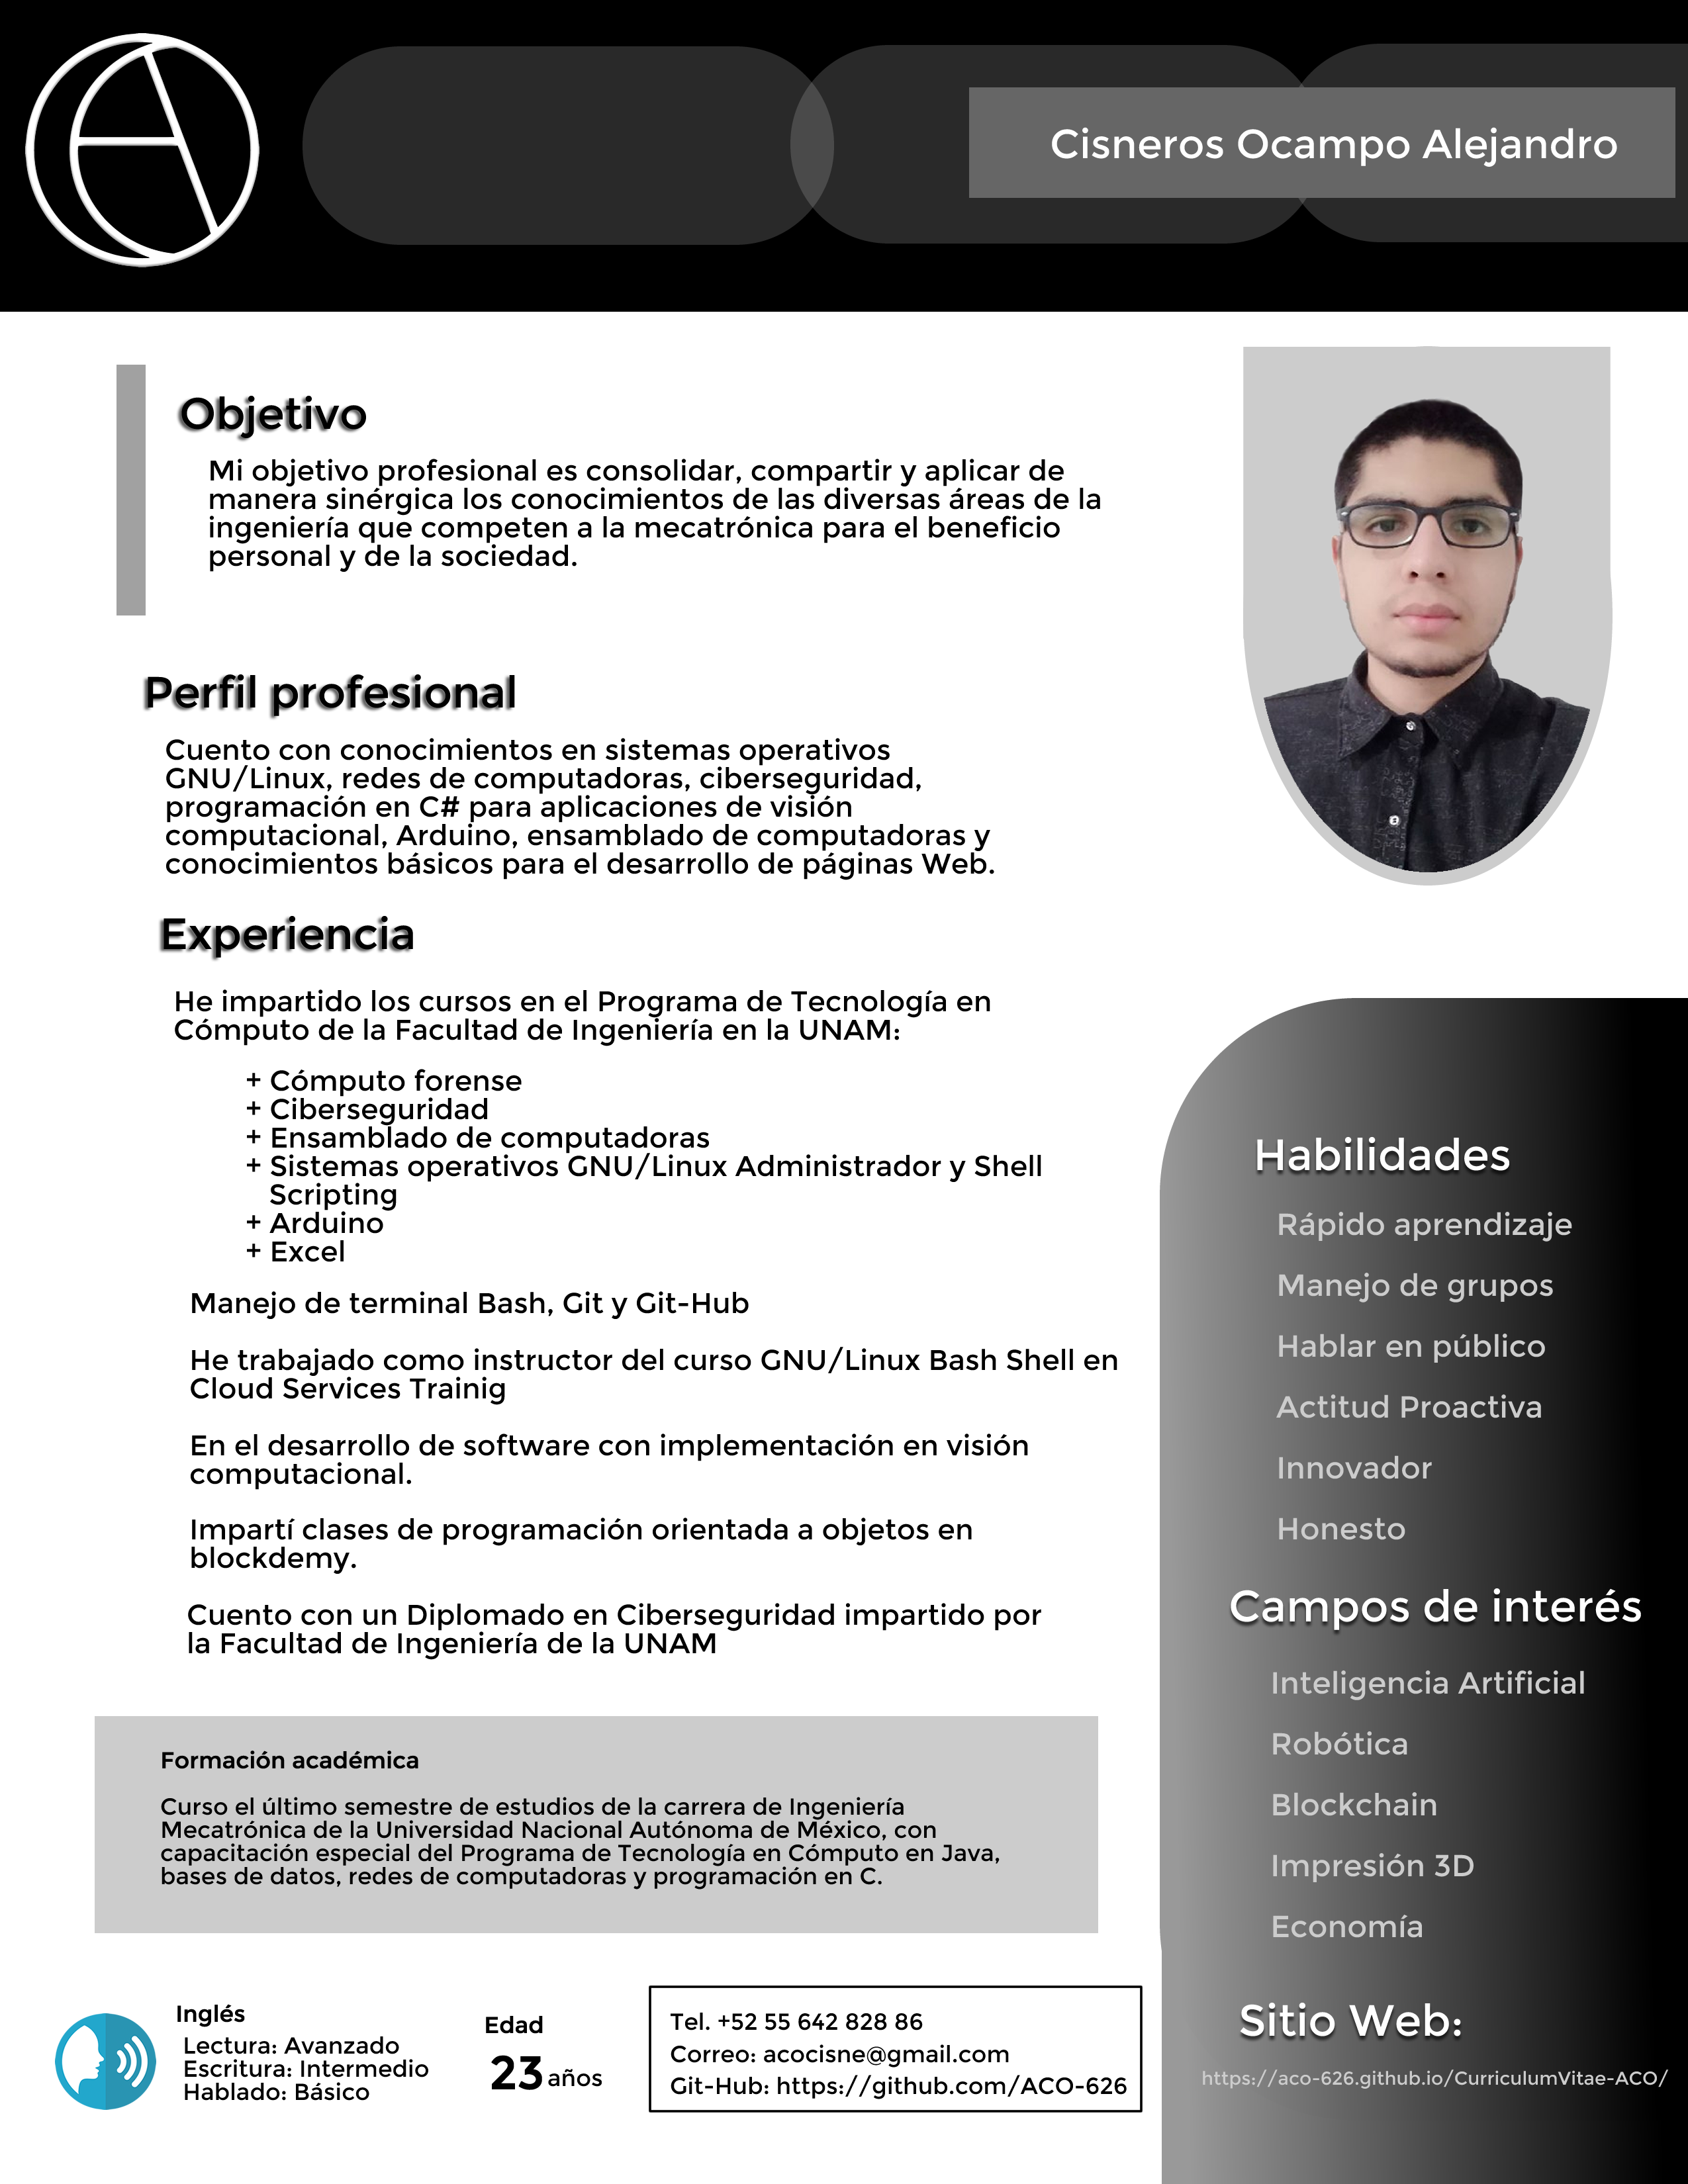 Cisneros Ocampo Alejandro
Objetivo
Mi objetivo profesional es consolidar, compartir y aplicar de
manera sinérgica los conocimientos de las diversas áreas de la
ingeniería que competen a la mecatrónica para el beneficio
personal y de la sociedad.
Perfil profesional
Cuento con conocimientos en sistemas operativos
GNU/Linux, redes de computadoras, ciberseguridad,
programación en C# para aplicaciones de visión
computacional, Arduino, ensamblado de computadoras y
conocimientos básicos para el desarrollo de páginas Web.
Experiencia
He impartido los cursos en el Programa de Tecnología en
Cómputo de la Facultad de Ingeniería en la UNAM:
+ Cómputo forense
+ Ciberseguridad
+ Ensamblado de computadoras
+ Sistemas operativos GNU/Linux Administrador y Shell
Scripting
+ Arduino
+ Excel
Manejo de terminal Bash, Git y Git-Hub
He trabajado como instructor del curso GNU/Linux Bash Shell en
Cloud Services Trainig
En el desarrollo de software con implementación en visión
computacional.
Impartí clases de programación orientada a objetos en
blockdemy.
Cuento con un Diplomado en Ciberseguridad impartido por
la Facultad de Ingeniería de la UNAM
Formación académica
Curso el último semestre de estudios de la carrera de Ingeniería
Mecatrónica de la Universidad Nacional Autónoma de México, con
capacitación especial del Programa de Tecnología en Cómputo en Java,
bases de datos, redes de computadoras y programación en C.
Inglés
Lectura: Avanzado
Escritura: Intermedio
Hablado: Básico
Edad
23 años
Tel. +52 55 642 828 86
Correo: acocisne@gmail.com
Git-Hub: https://github.com/ACO-626
Habilidades
Rápido aprendizaje
Manejo de grupos
Hablar en público
Actitud Proactiva
Innovador
Honesto
Campos de interés
Inteligencia Artificial
Robótica
Blockchain
Impresión 3D
Economía
Sitio Web:
https://aco-626.github.io/CurriculumVitae-ACO/